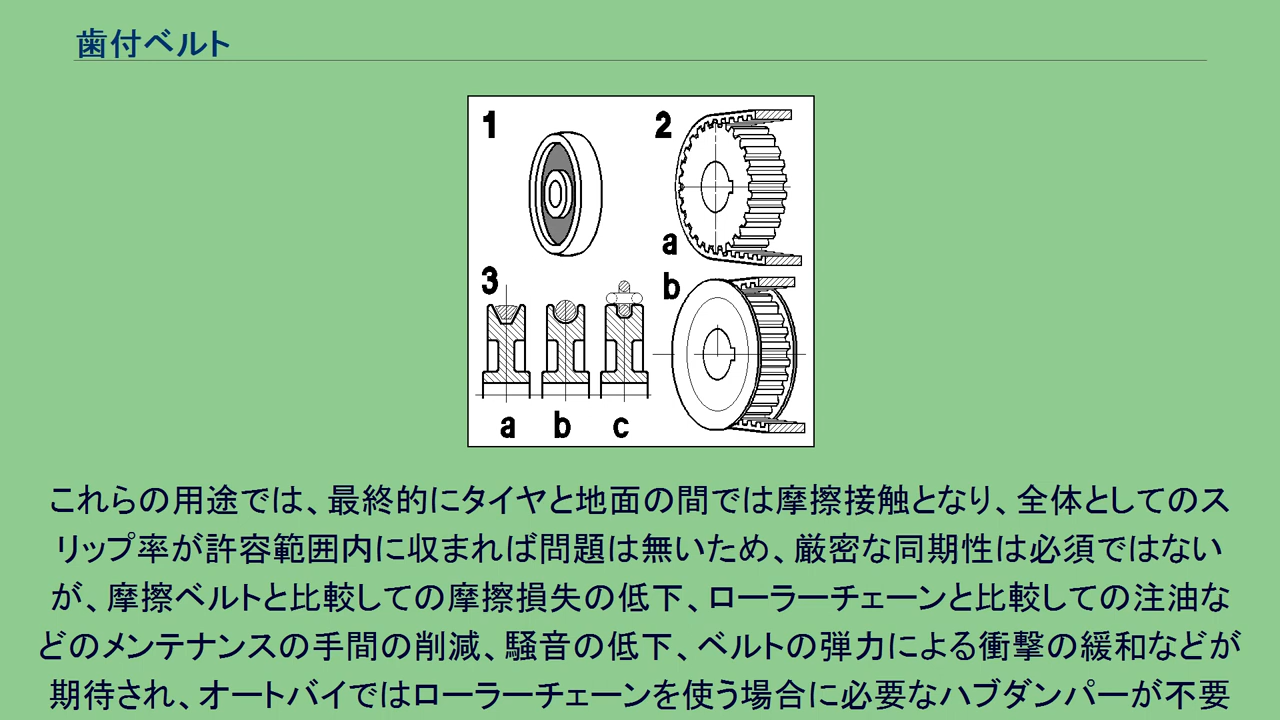 歯付ベルト
1
2
a
3
b
a b c
これらの用途では、最終的にタイヤと地面の間では摩擦接触となり、全体としてのス
リップ率が許容範囲内に収まれば問題は無いため、厳密な同期性は必須ではない
が、摩擦ベルトと比較しての摩擦損失の低下、ローラーチェーンと比較しての注油な
どのメンテナンスの手間の削減、騒音の低下、ベルトの弾力による衝撃の緩和などが
期待され、オートバイではローラーチェーンを使う場合に必要なハブダンパーが不要